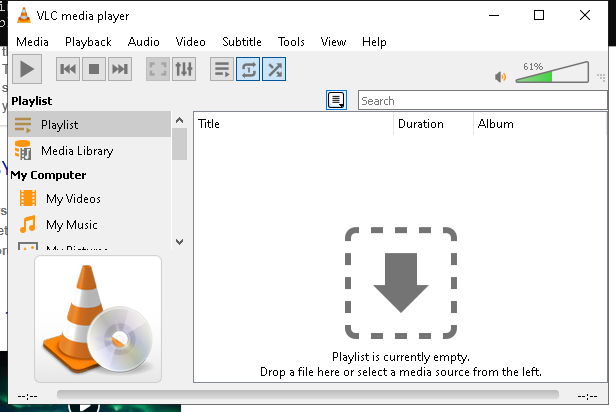 VLC media player
Media Playback Audio Video Subtitle Tools View Help
61%
Playlist
Search
Playlist
Media Library
My Computer
My Videos
My Music
My Pictures
Title Duration Album
Playlist is currently empty.
Drop a file here or select a media source from the left.
--:-- --:--